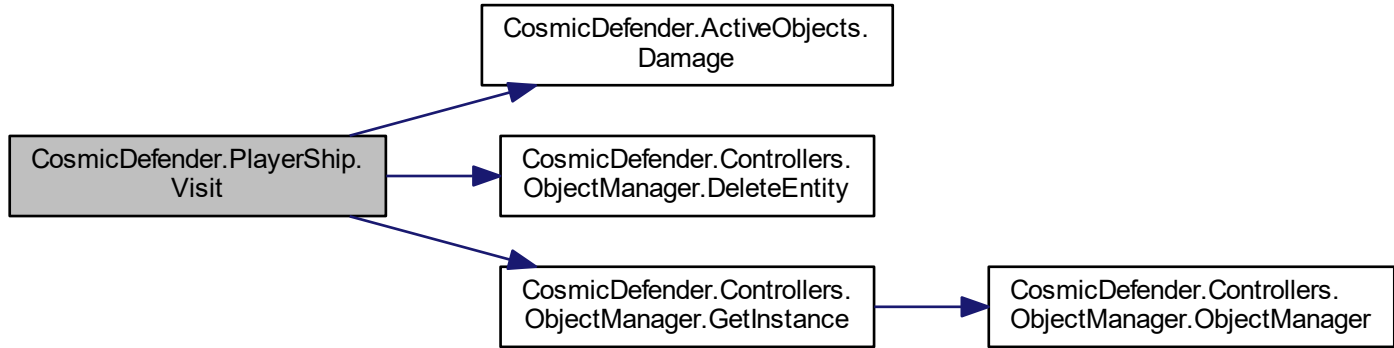 CosmicDefender.ActiveObjects.
Damage
CosmicDefender.PlayerShip.
Visit
CosmicDefender.Controllers.
ObjectManager.DeleteEntity
CosmicDefender.Controllers.
ObjectManager.GetInstance
CosmicDefender.Controllers.
ObjectManager.ObjectManager